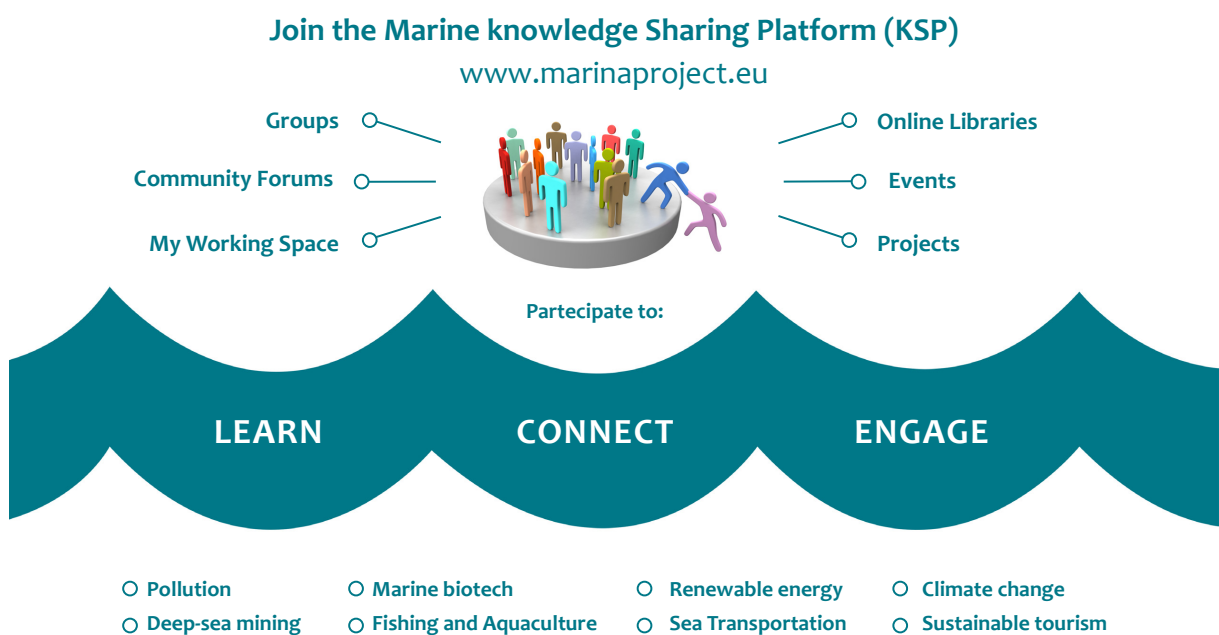 Join the Marine knowledge Sharing Platform (KSP)
www.marinaproject.eu
Groups
Community Forums
My Working Space
Online Libraries
Events
Projects
Partecipate to:
LEARN
CONNECT
ENGAGE
Pollution
Marine biotech
Renewable energy
Climate change
Deep-sea mining
Fishing and Aquaculture
Sea Transportation
Sustainable tourism